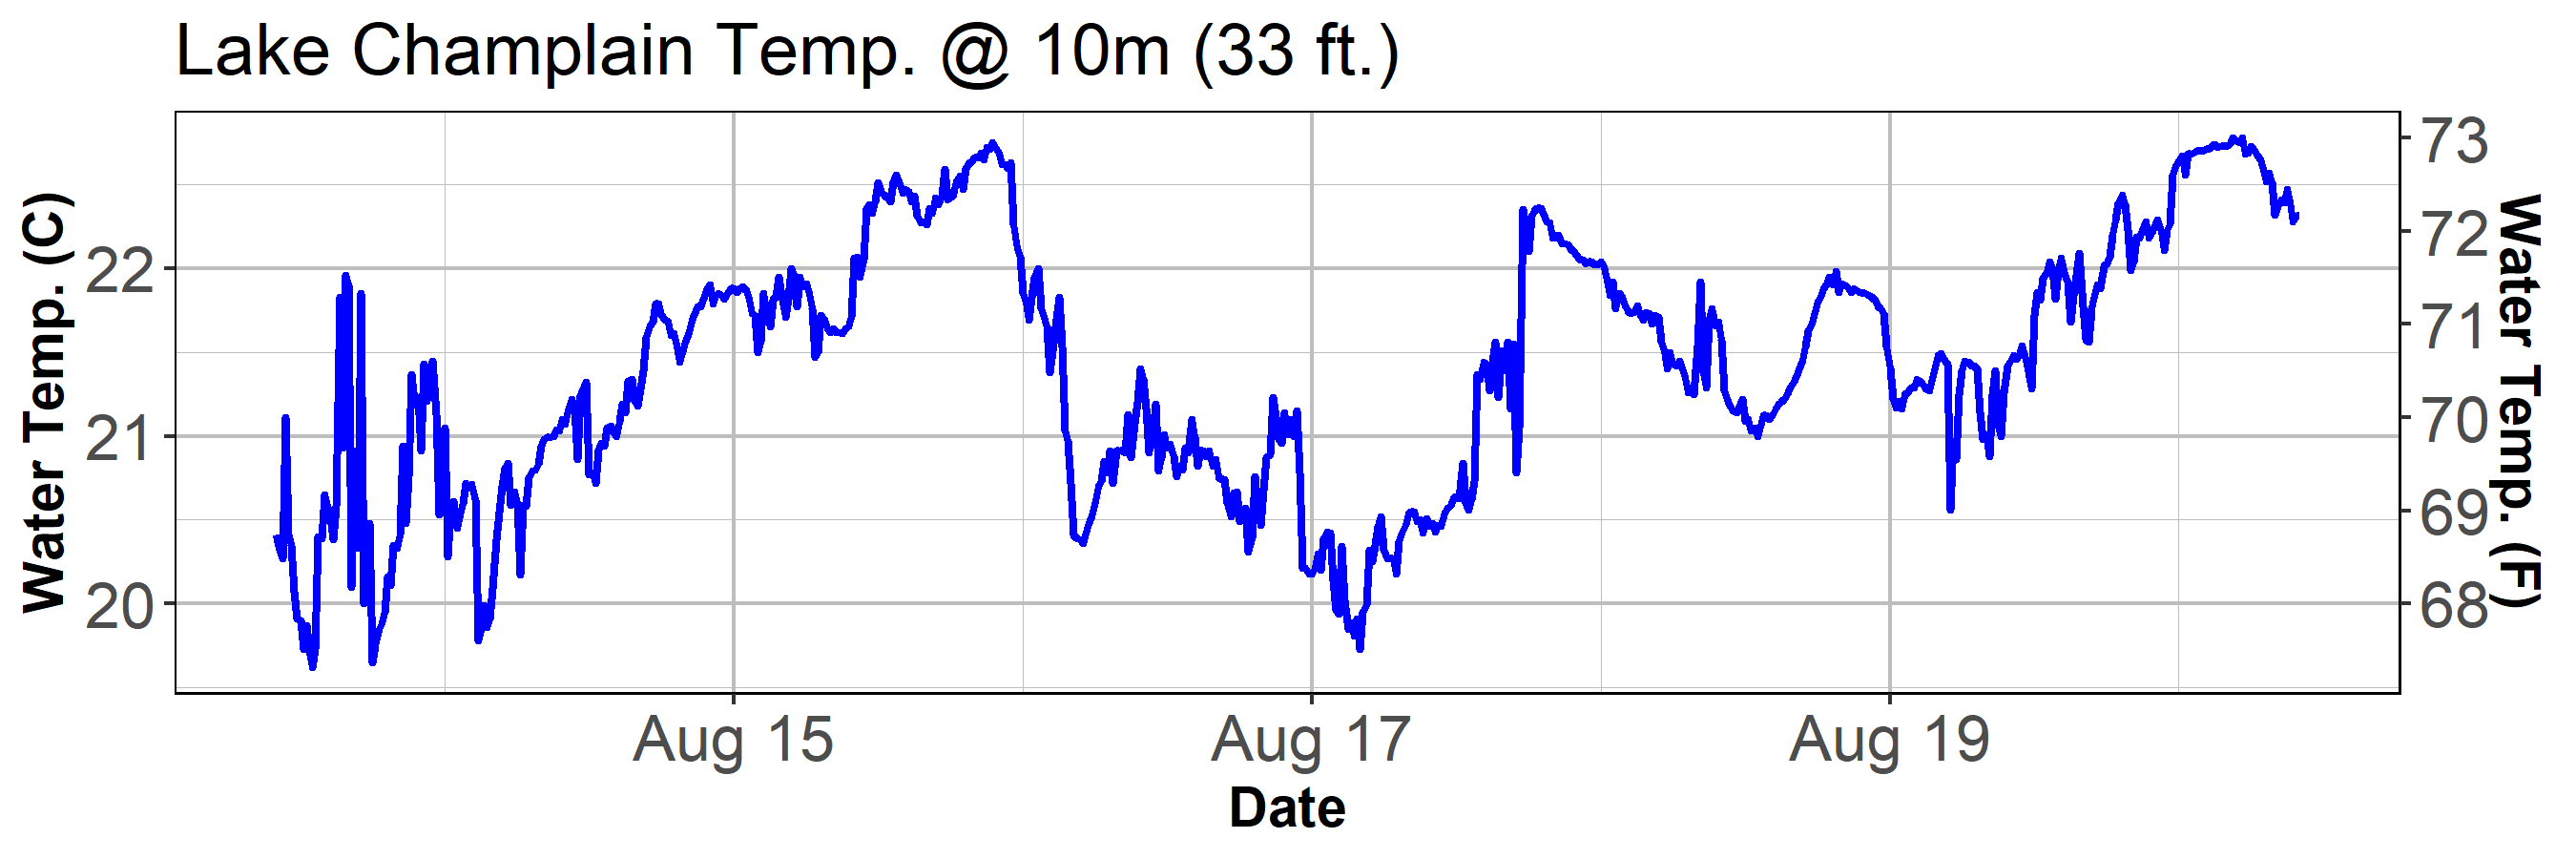 Lake Champlain Temp. @ 10m (33 ft.)
Water Temp. (C)
22
21
20
73
72
71
70
69
68
Water Temp. (F)
Aug 15
Aug 17
Aug 19
Date